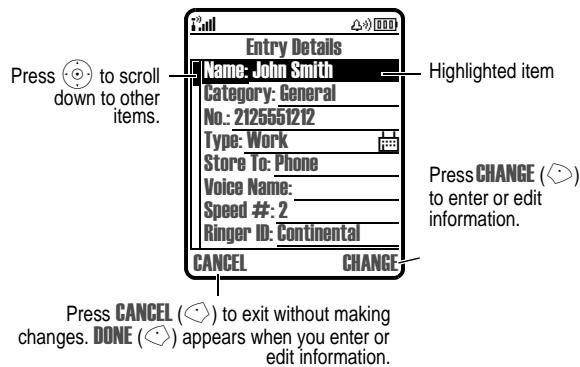 Entry Details
Name: John Smith
Category: General
No.: 2125551212
Type: Work
Store To: Phone
Voice Name:
Speed #: 2
Ringer ID: Continental
CANCEL CHANGE
Press to scroll
down to other
items.
Highlighted item
Press CHANGE ( )
to enter or edit
information.
Press CANCEL ( ) to exit without making
changes. DONE ( ) appears when you enter or
edit information.